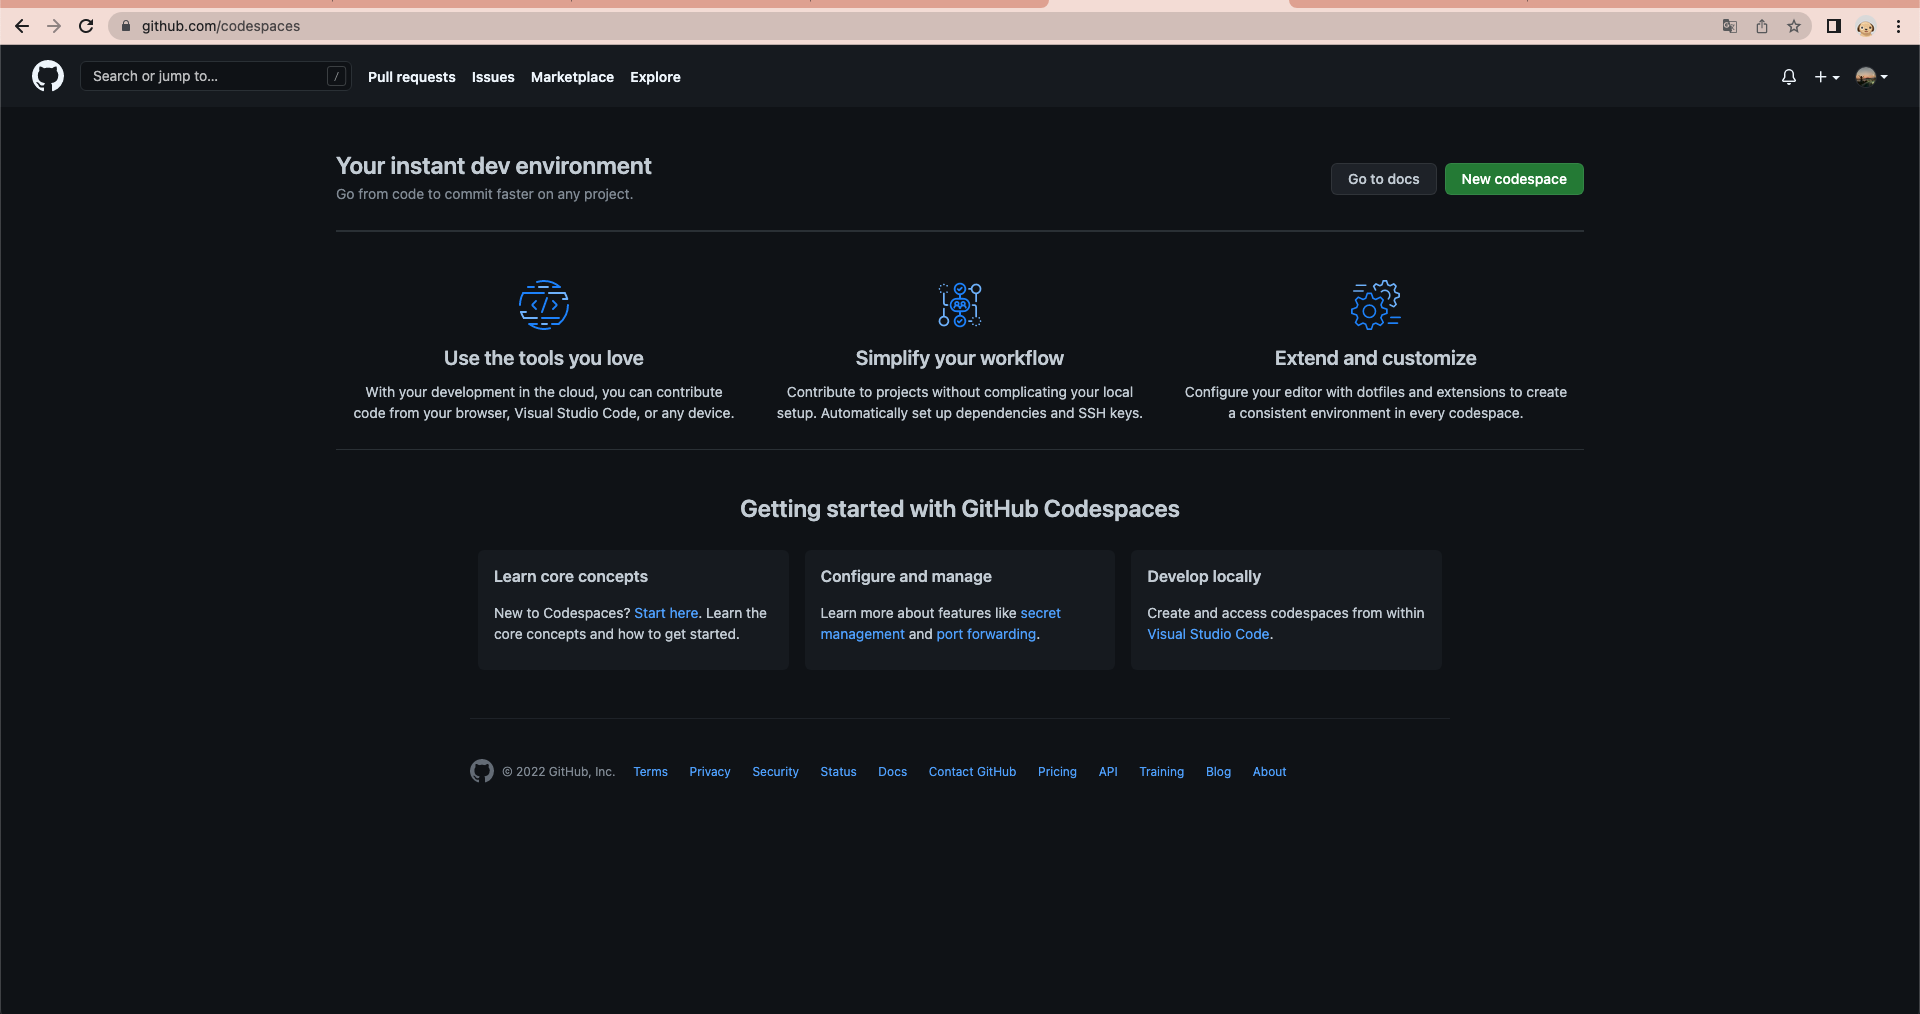 github.com/codespaces
Search or jump to... /
Pull requests Issues Marketplace Explore
Your instant dev environment
Go from code to commit faster on any project.
Go to docs
New codespace
Use the tools you love
With your development in the cloud, you can contribute
code from your browser, Visual Studio Code, or any device.
Simplify your workflow
Contribute to projects without complicating your local
setup. Automatically set up dependencies and SSH keys.
Extend and customize
Configure your editor with dotfiles and extensions to create
a consistent environment in every codespace.
Getting started with GitHub Codespaces
Learn core concepts
New to Codespaces? Start here. Learn the
core concepts and how to get started.
Configure and manage
Learn more about features like secret
management and port forwarding.
Develop locally
Create and access codespaces from within
Visual Studio Code.
© 2022 GitHub, Inc. Terms Privacy Security Status Docs Contact GitHub Pricing API Training Blog About